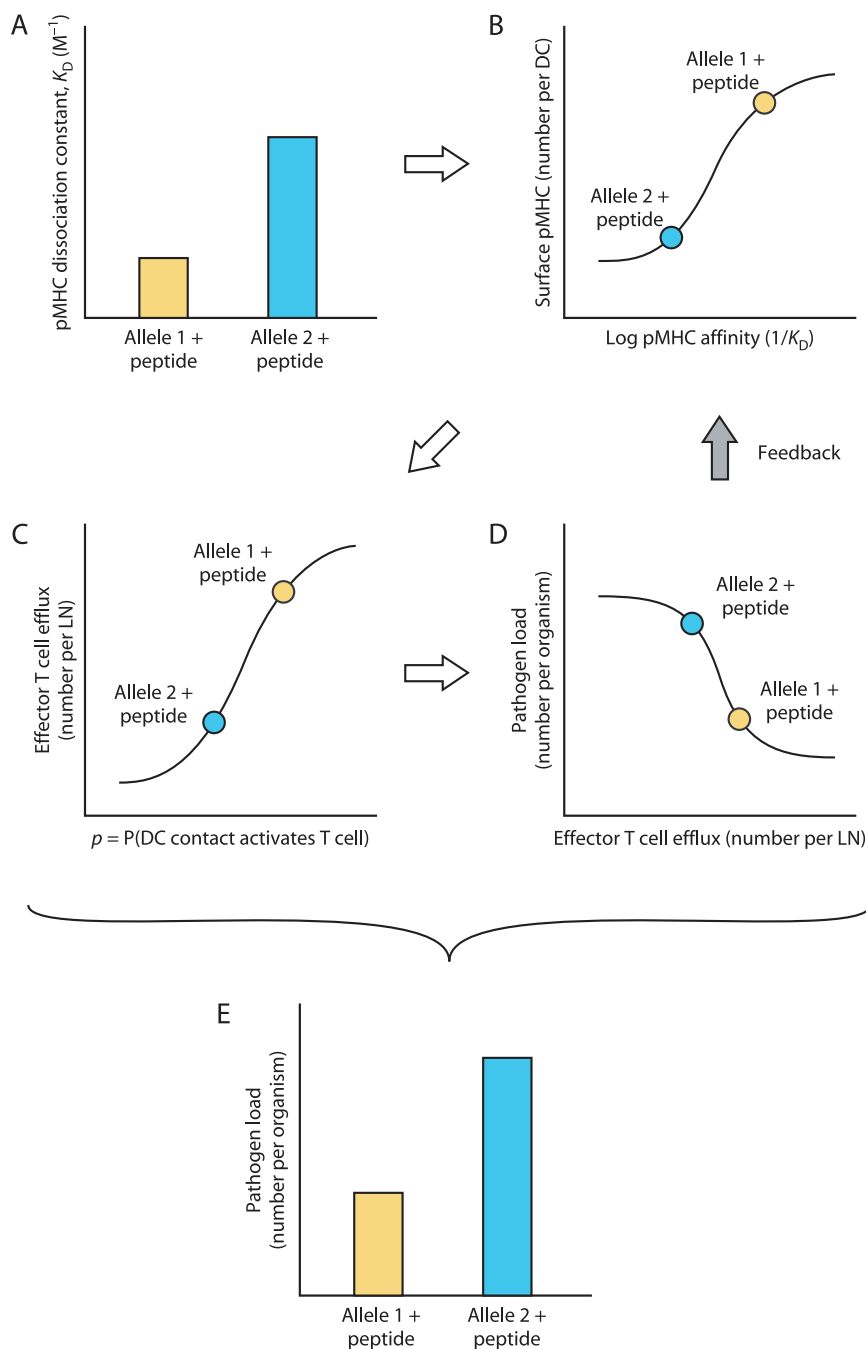 A
pMHC dissociation constant, K_D (M⁻¹)
Allele 1 +
peptide
Allele 2 +
peptide
B
Surface pMHC (number per DC)
Allele 1 +
peptide
Allele 2 +
peptide
Log pMHC affinity (1/K_D)
Feedback
C
Effector T cell efflux
(number per LN)
Allele 1 +
peptide
Allele 2 +
peptide
p = P(DC contact activates T cell)
D
Pathogen load
(number per organism)
Allele 2 +
peptide
Allele 1 +
peptide
Effector T cell efflux (number per LN)
E
Pathogen load
(number per organism)
Allele 1 +
peptide
Allele 2 +
peptide